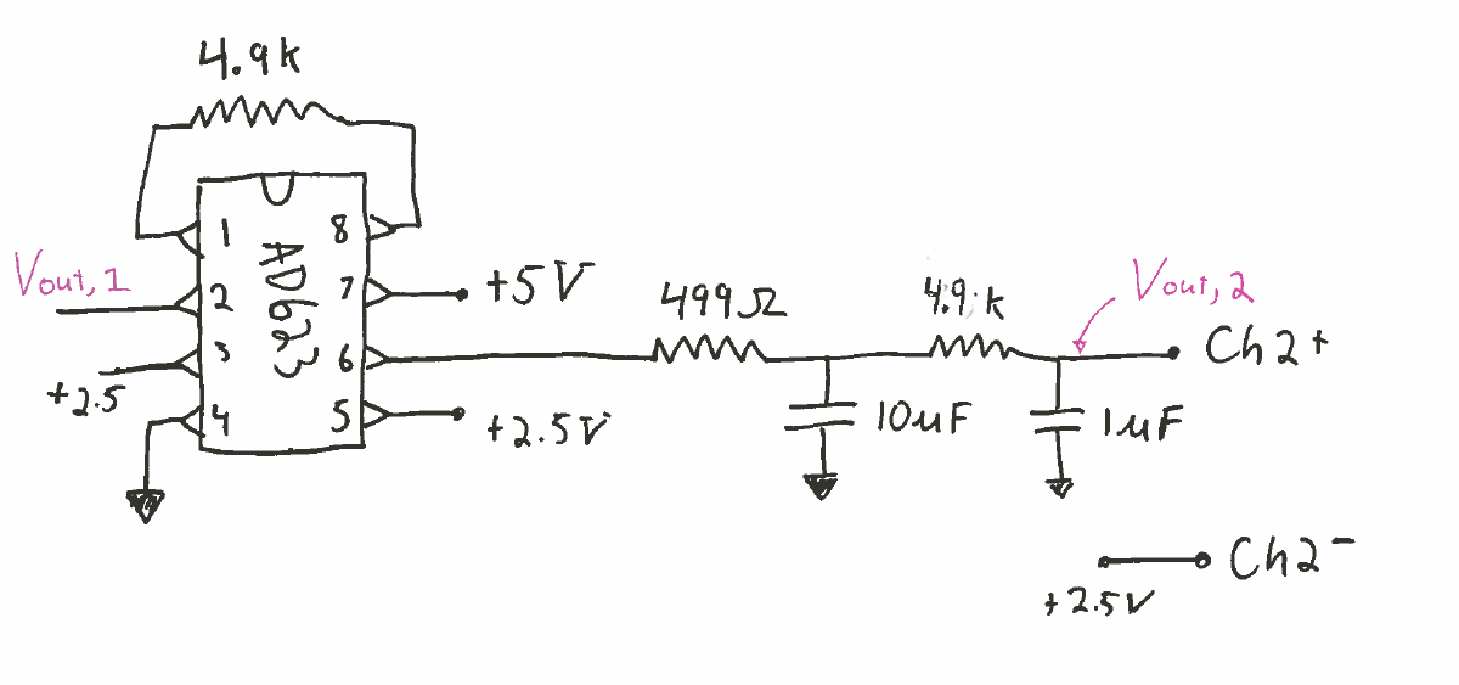 4.9k
1
8
AD623
Vout, 1
2
7
+5V
3
6
499Ω
4.9k
Vout, 2
Ch2+
+2.5
4
5
+2.5V
10uF
1uF
Ch2-
+2.5V